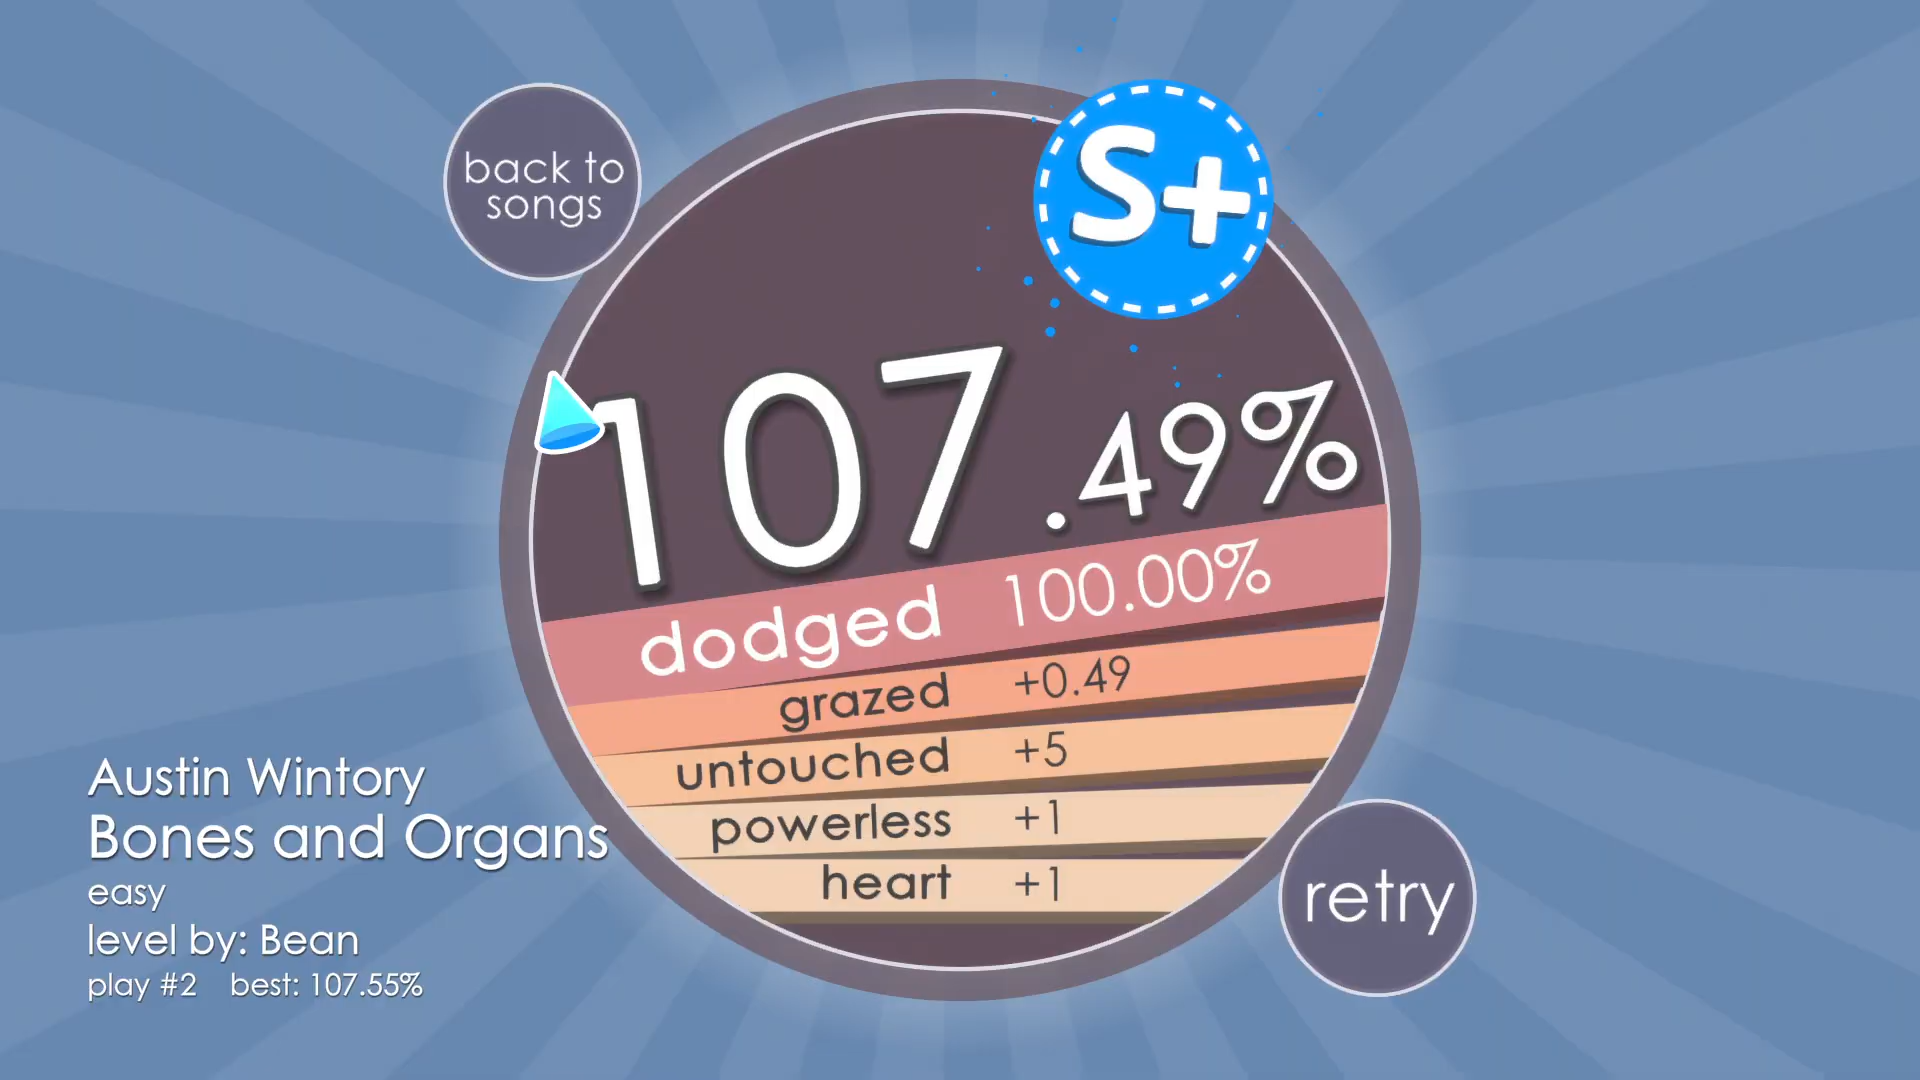 back to
songs
S+
107.49%
dodged 100.00%
grazed +0.49
untouched +5
powerless +1
heart +1
Austin Wintory
Bones and Organs
easy
level by: Bean
play #2 best: 107.55%
retry